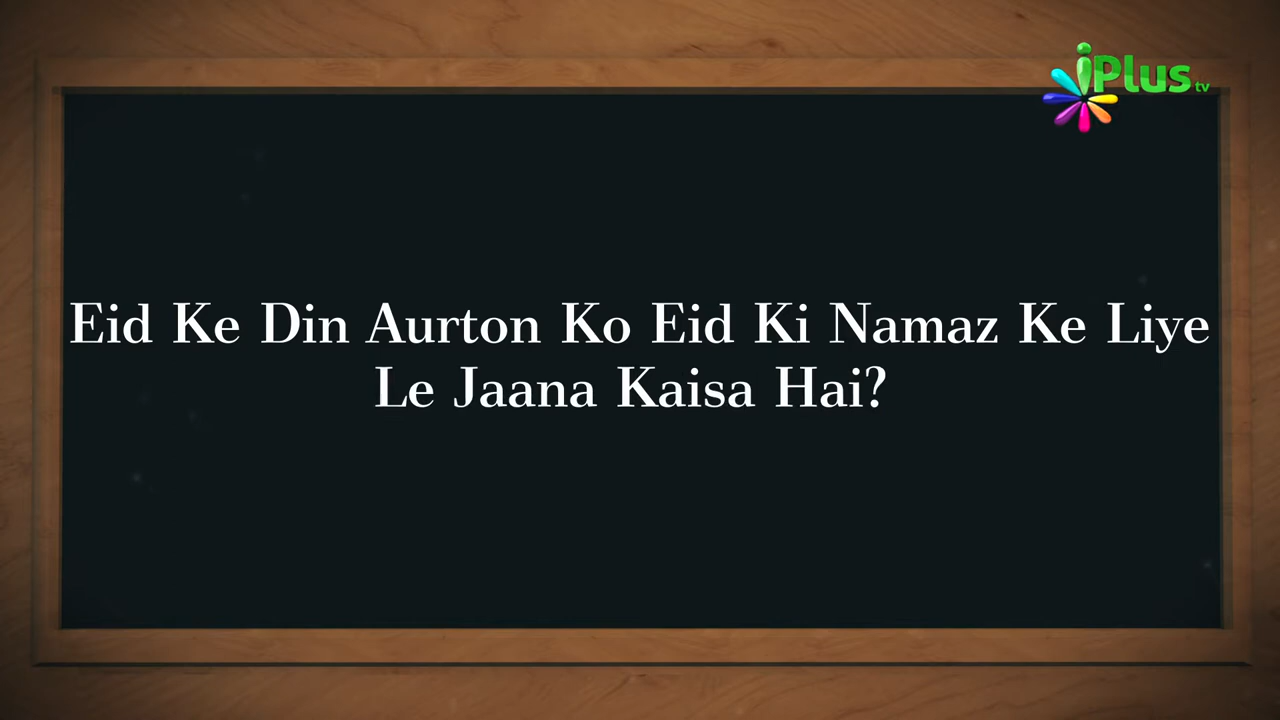 iPlus tv
Eid Ke Din Aurton Ko Eid Ki Namaz Ke Liye
Le Jaana Kaisa Hai?